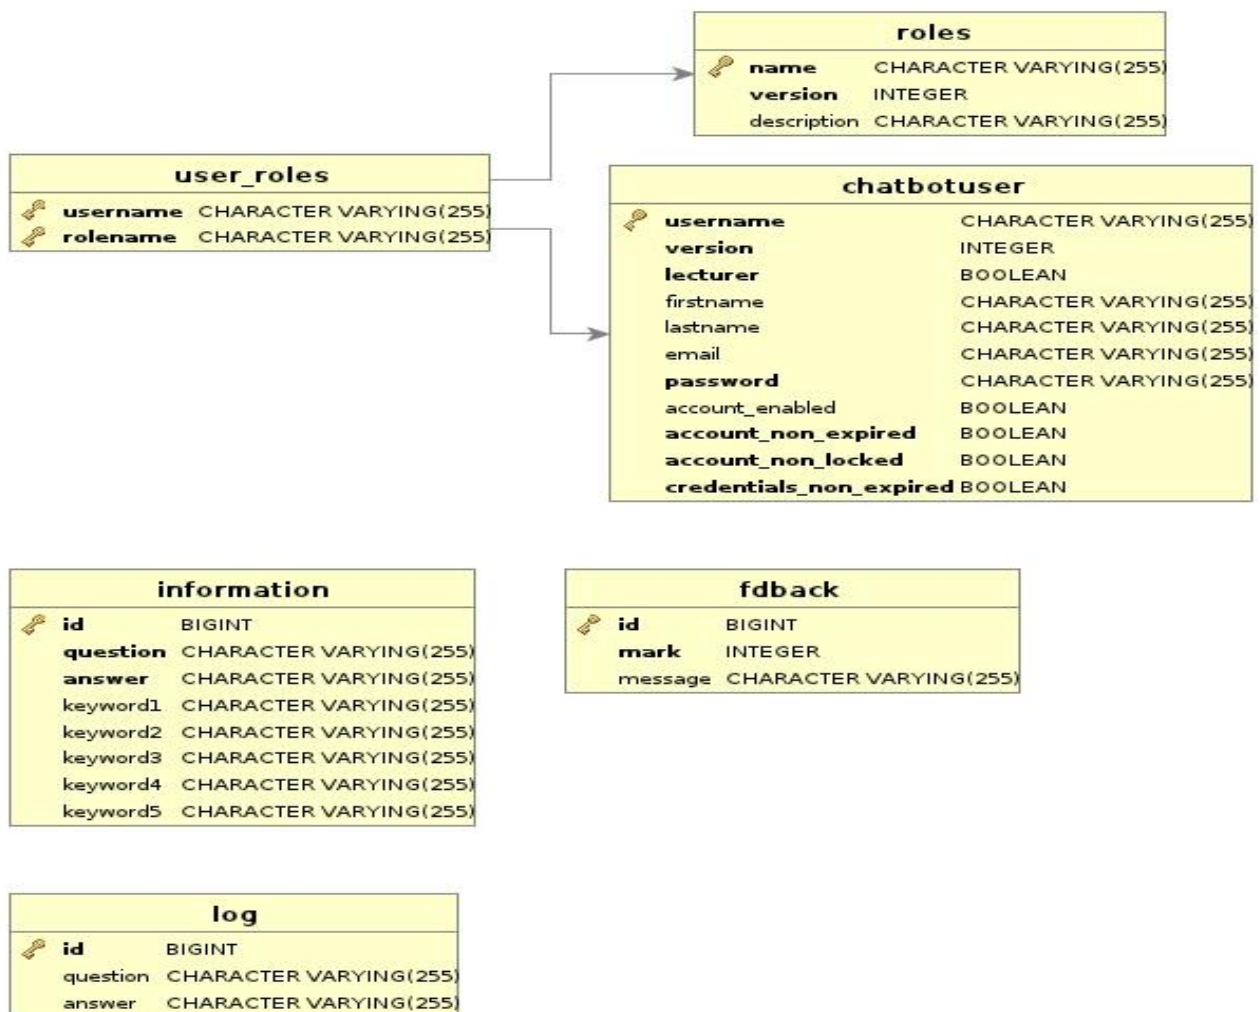 roles
name CHARACTER VARYING(255)
version INTEGER
description CHARACTER VARYING(255)
user_roles
username CHARACTER VARYING(255)
rolename CHARACTER VARYING(255)
chatbotuser
username CHARACTER VARYING(255)
version INTEGER
lecturer BOOLEAN
firstname CHARACTER VARYING(255)
lastname CHARACTER VARYING(255)
email CHARACTER VARYING(255)
password CHARACTER VARYING(255)
account_enabled BOOLEAN
account_non_expired BOOLEAN
account_non_locked BOOLEAN
credentials_non_expired BOOLEAN
information
id BIGINT
question CHARACTER VARYING(255)
answer CHARACTER VARYING(255)
keyword1 CHARACTER VARYING(255)
keyword2 CHARACTER VARYING(255)
keyword3 CHARACTER VARYING(255)
keyword4 CHARACTER VARYING(255)
keyword5 CHARACTER VARYING(255)
fdback
id BIGINT
mark INTEGER
message CHARACTER VARYING(255)
log
id BIGINT
question CHARACTER VARYING(255)
answer CHARACTER VARYING(255)